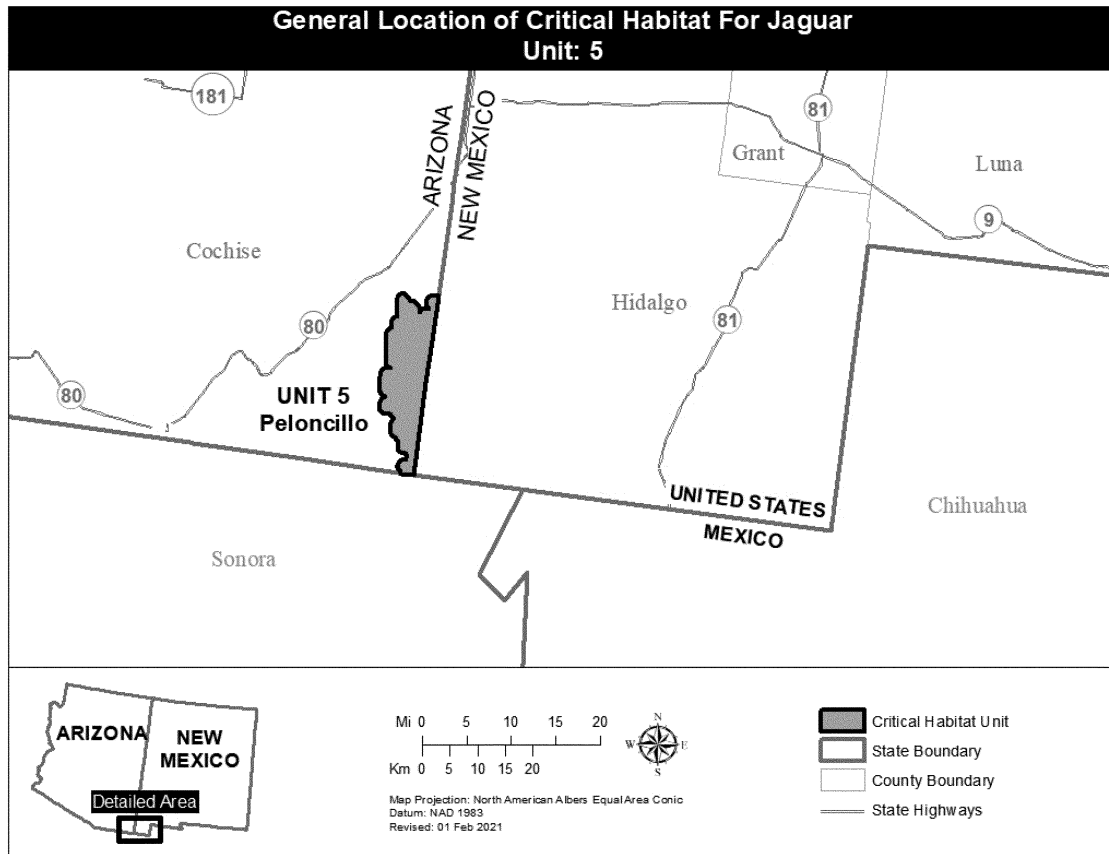 General Location of Critical Habitat For Jaguar
Unit: 5
181
ARIZONA
NEW MEXICO
81
Grant
Luna
9
Cochise
Hidalgo
80
81
80
UNIT 5
Peloncillo
UNITED STATES
MEXICO
Chihuahua
Sonora
ARIZONA
NEW
MEXICO
Detailed Area
Mi 0 5 10 15 20
Km 0 5 10 15 20
N
W E
S
Map Projection: North American Albers EqualArea Conic
Datum: NAD 1983
Revised: 01 Feb 2021
Critical Habitat Unit
State Boundary
County Boundary
State Highways